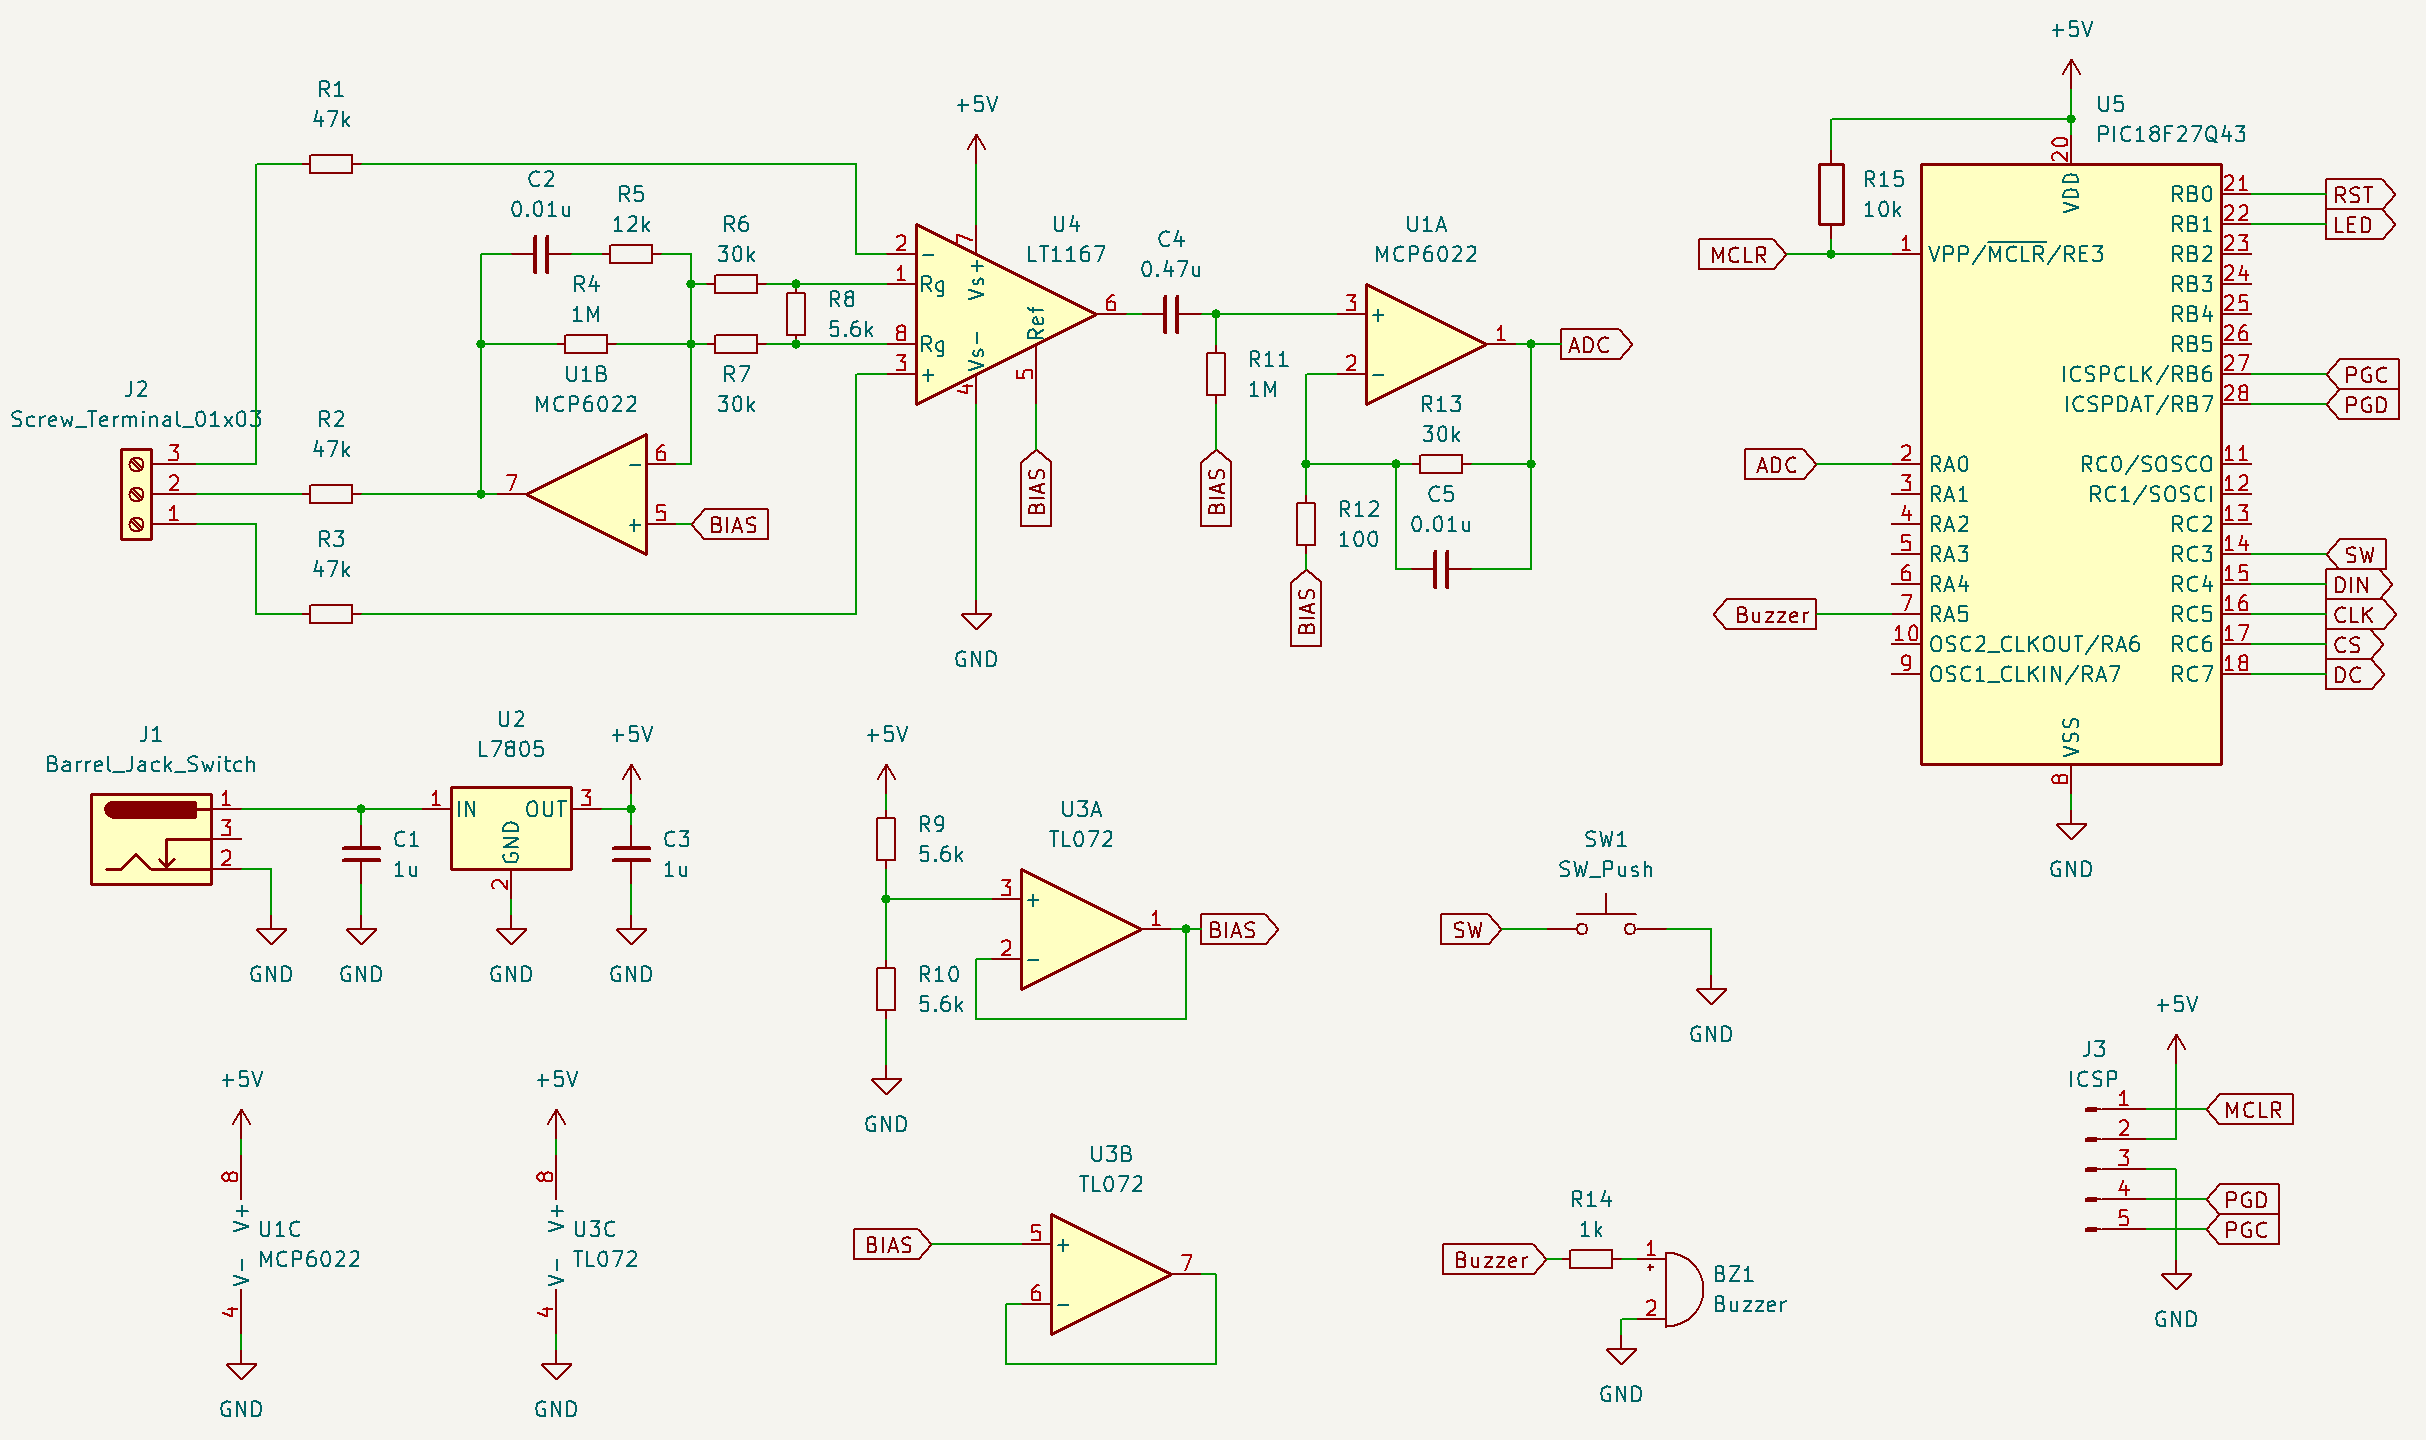 R1
47k
C2
0.01u
R5
12k
R4
1M
R6
30k
R8
5.6k
U1B
MCP6022
R7
30k
6
−
7
5
+
BIAS
J2
Screw_Terminal_01x03
3
2
1
R2
47k
R3
47k
+5V
U4
LT1167
2
−
1
Rg
8
Rg
3
+
7
Vs+
Vs−
4
Ref
5
6
BIAS
GND
C4
0.47u
R11
1M
BIAS
U1A
MCP6022
3
+
2
−
1
ADC
R13
30k
C5
0.01u
R12
100
BIAS
+5V
U5
PIC18F27Q43
R15
10k
MCLR
20
VDD
1
VPP/MCLR/RE3
ADC
2
RA0
3
RA1
4
RA2
5
RA3
6
RA4
Buzzer
7
RA5
10
OSC2_CLKOUT/RA6
9
OSC1_CLKIN/RA7
RB0
21
RST
RB1
22
LED
RB2
23
RB3
24
RB4
25
RB5
26
ICSPCLK/RB6
27
PGC
ICSPDAT/RB7
28
PGD
RC0/SOSCO
11
RC1/SOSCI
12
RC2
13
RC3
14
SW
RC4
15
DIN
RC5
16
CLK
RC6
17
CS
RC7
18
DC
VSS
8
GND
J1
Barrel_Jack_Switch
1
3
2
GND
C1
1u
GND
U2
L7805
1
IN
OUT
3
GND
2
GND
+5V
C3
1u
GND
+5V
R9
5.6k
R10
5.6k
GND
U3A
TL072
3
+
2
−
1
BIAS
SW1
SW_Push
SW
GND
+5V
8
V+
U1C
MCP6022
V−
4
GND
+5V
8
V+
U3C
TL072
V−
4
GND
U3B
TL072
BIAS
5
+
6
−
7
R14
1k
Buzzer
1
+
2
BZ1
Buzzer
GND
+5V
J3
ICSP
1
MCLR
2
3
4
PGD
5
PGC
GND